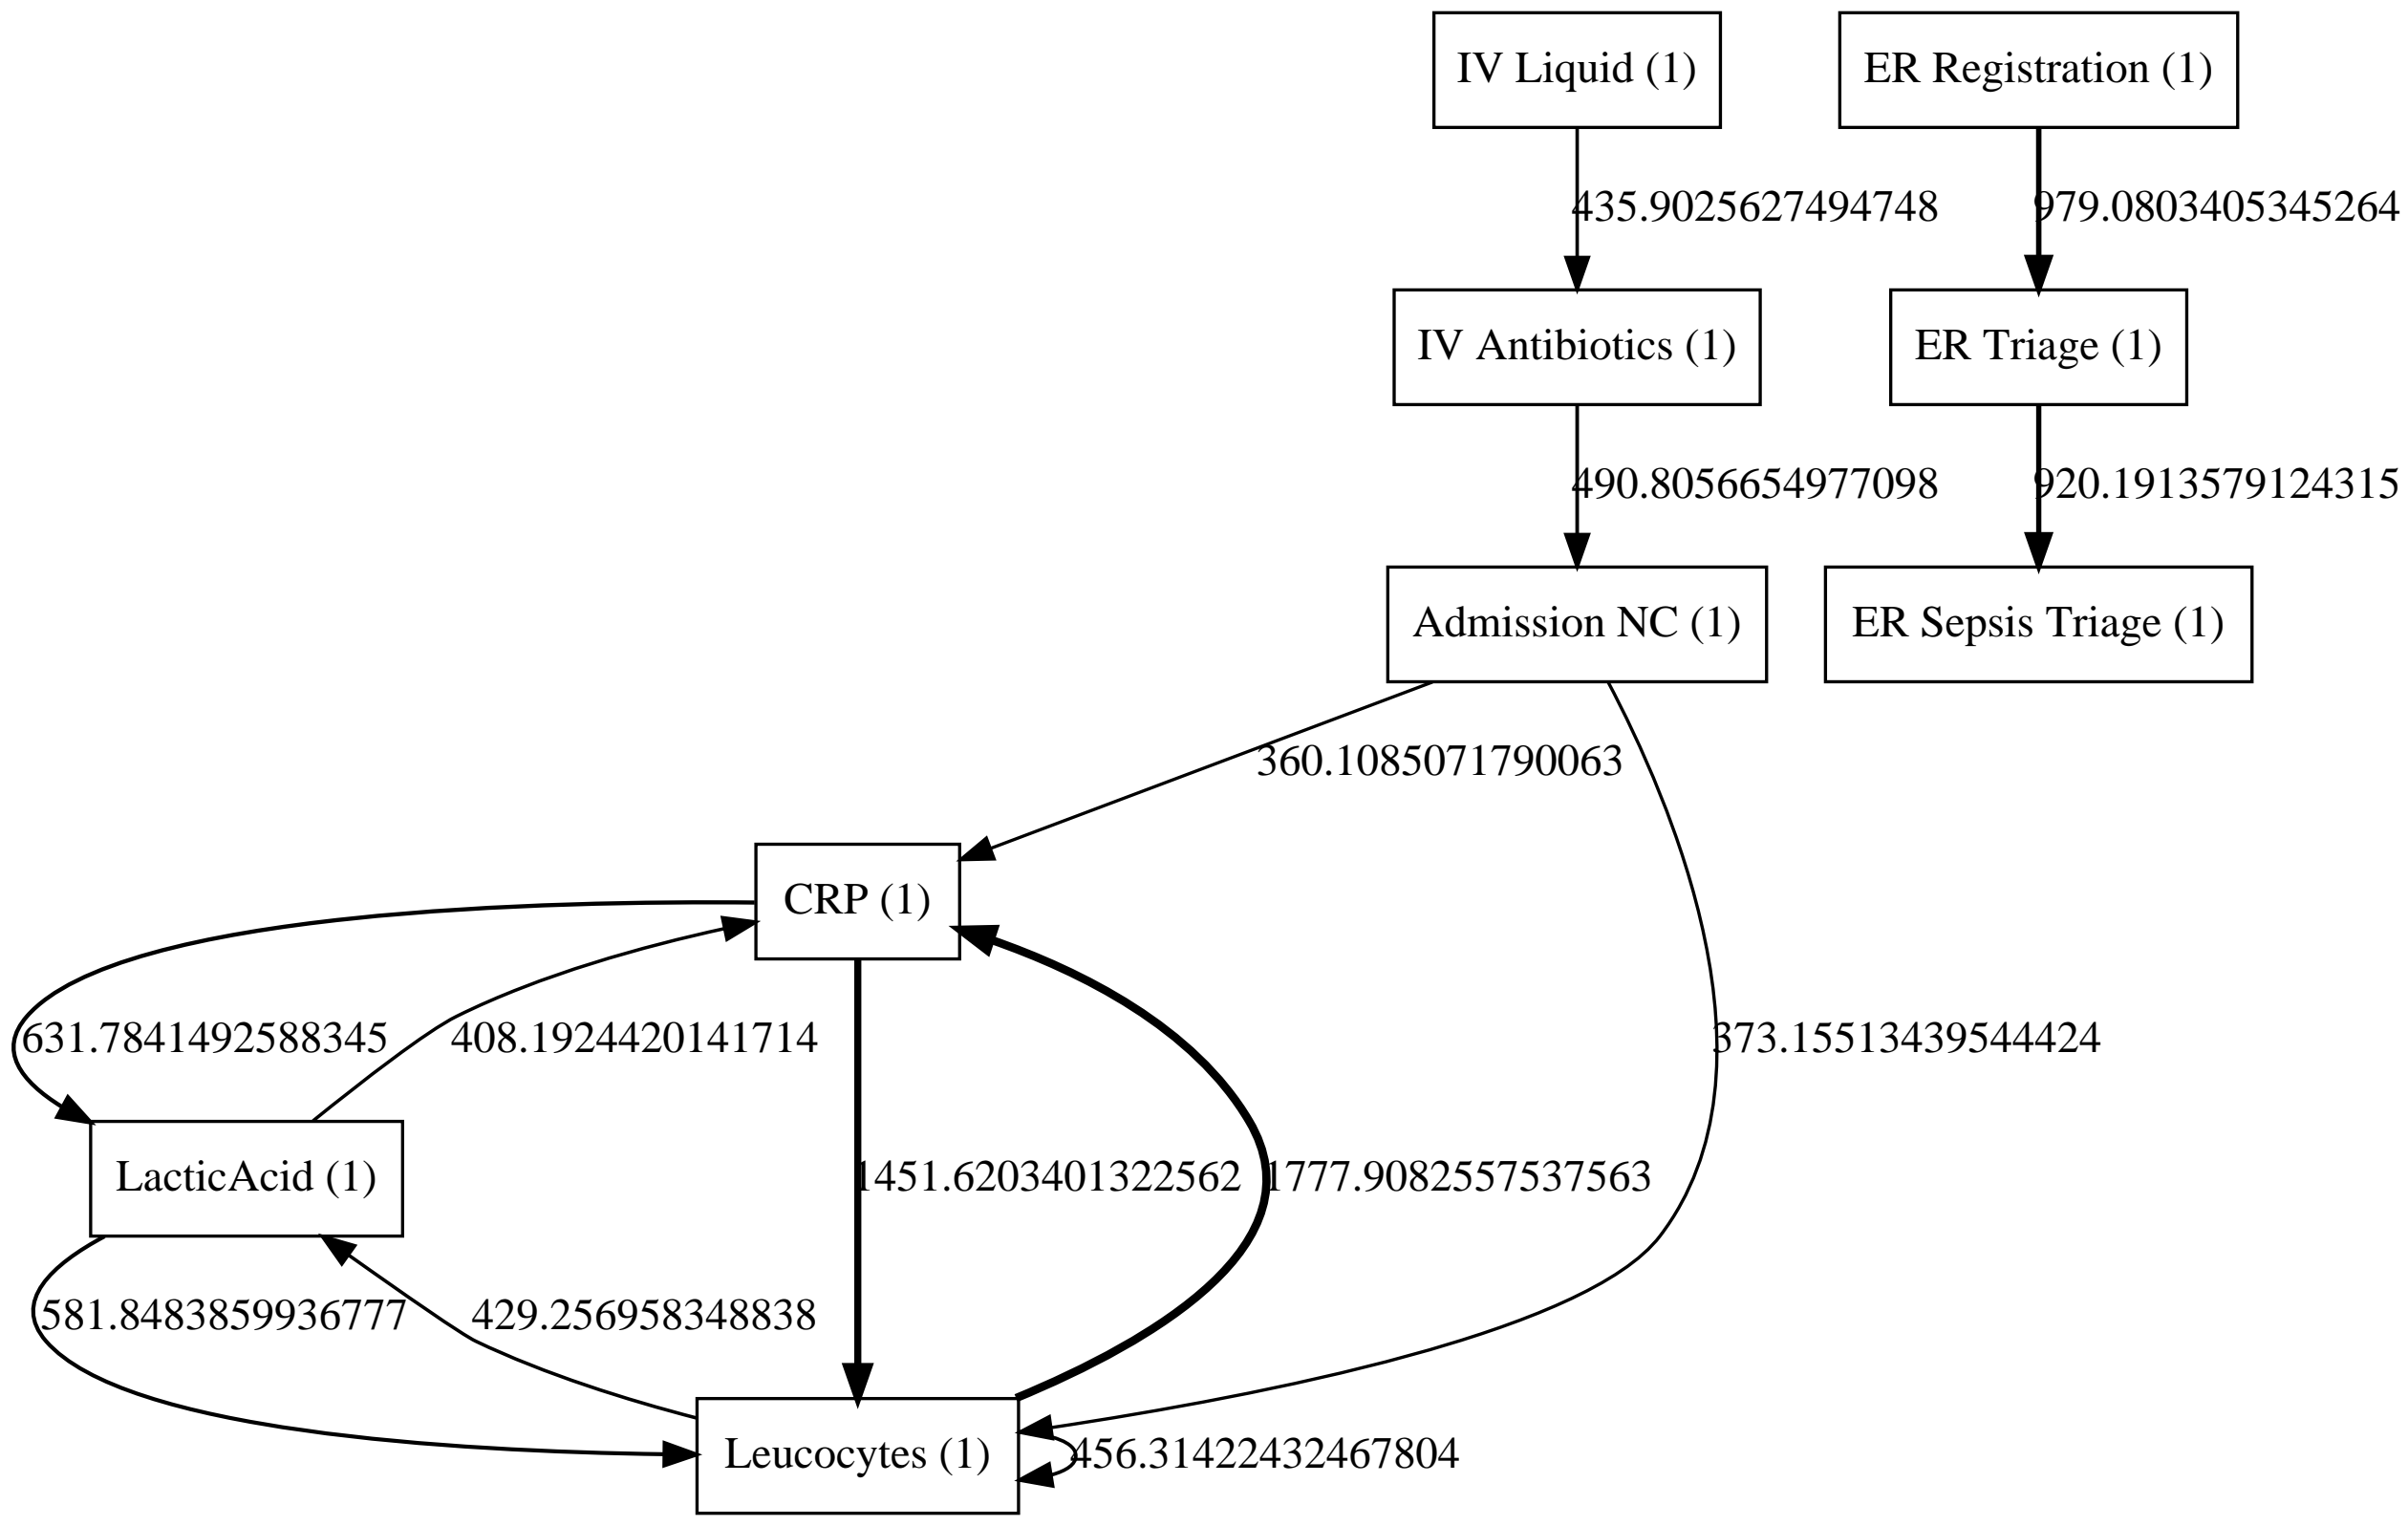 IV Liquid (1)
ER Registration (1)
435.9025627494748
979.0803405345264
IV Antibiotics (1)
ER Triage (1)
490.8056654977098
920.1913579124315
Admission NC (1)
ER Sepsis Triage (1)
360.1085071790063
CRP (1)
631.7841492588345
408.1924420141714
373.15513439544424
LacticAcid (1)
1451.6203401322562
1777.9082557537563
581.8483859936777
429.256958348838
Leucocytes (1)
456.31422432467804